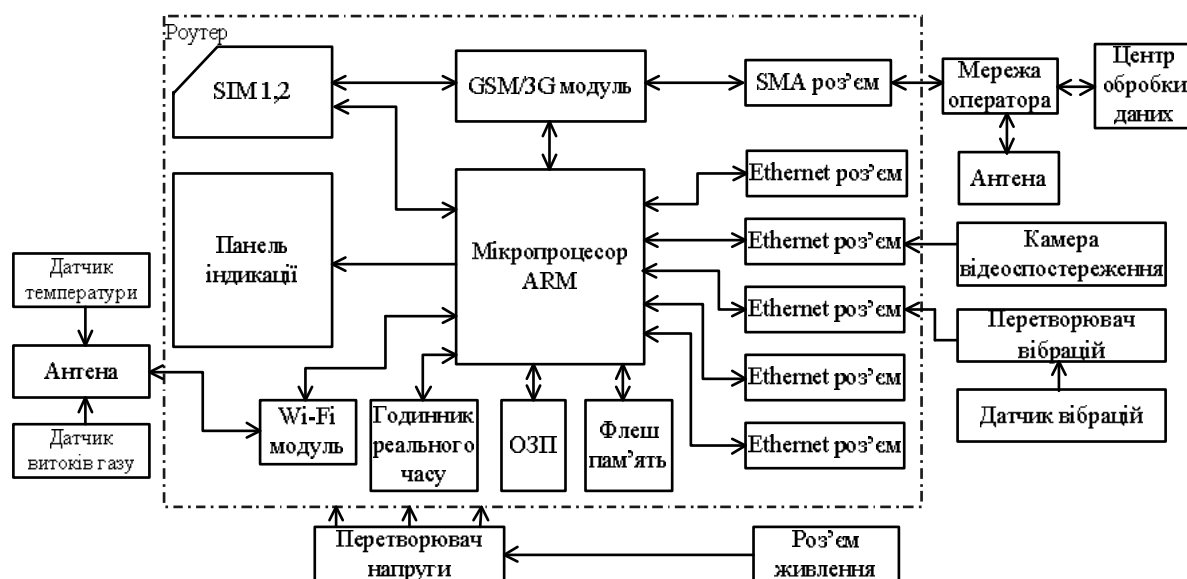 Роутер
SIM 1,2
GSM/3G модуль
SMA роз’єм
Мережа
оператора
Центр
обробки
даних
Антена
Ethernet роз’єм
Панель
індикації
Мікропроцесор
ARM
Ethernet роз’єм
Камера
відеоспостереження
Датчик
температури
Ethernet роз’єм
Перетворювач
вібрацій
Антена
Ethernet роз’єм
Датчик вібрацій
Датчик
витоків газу
Wi-Fi
модуль
Годинник
реального
часу
ОЗП
Флеш
пам’ять
Ethernet роз’єм
Перетворювач
напруги
Роз’єм
живлення